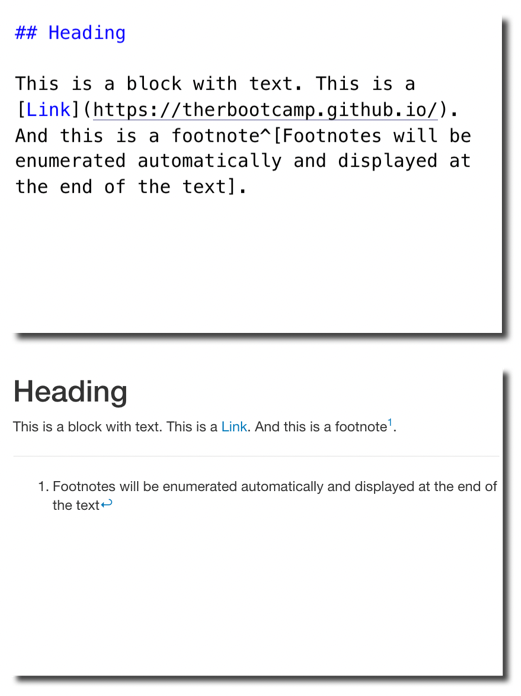 ## Heading
This is a block with text. This is a
[Link](https://therbootcamp.github.io/).
And this is a footnote^[Footnotes will be
enumerated automatically and displayed at
the end of the text].
Heading
This is a block with text. This is a Link. And this is a footnote1.
1. Footnotes will be enumerated automatically and displayed at the end of
the text↩